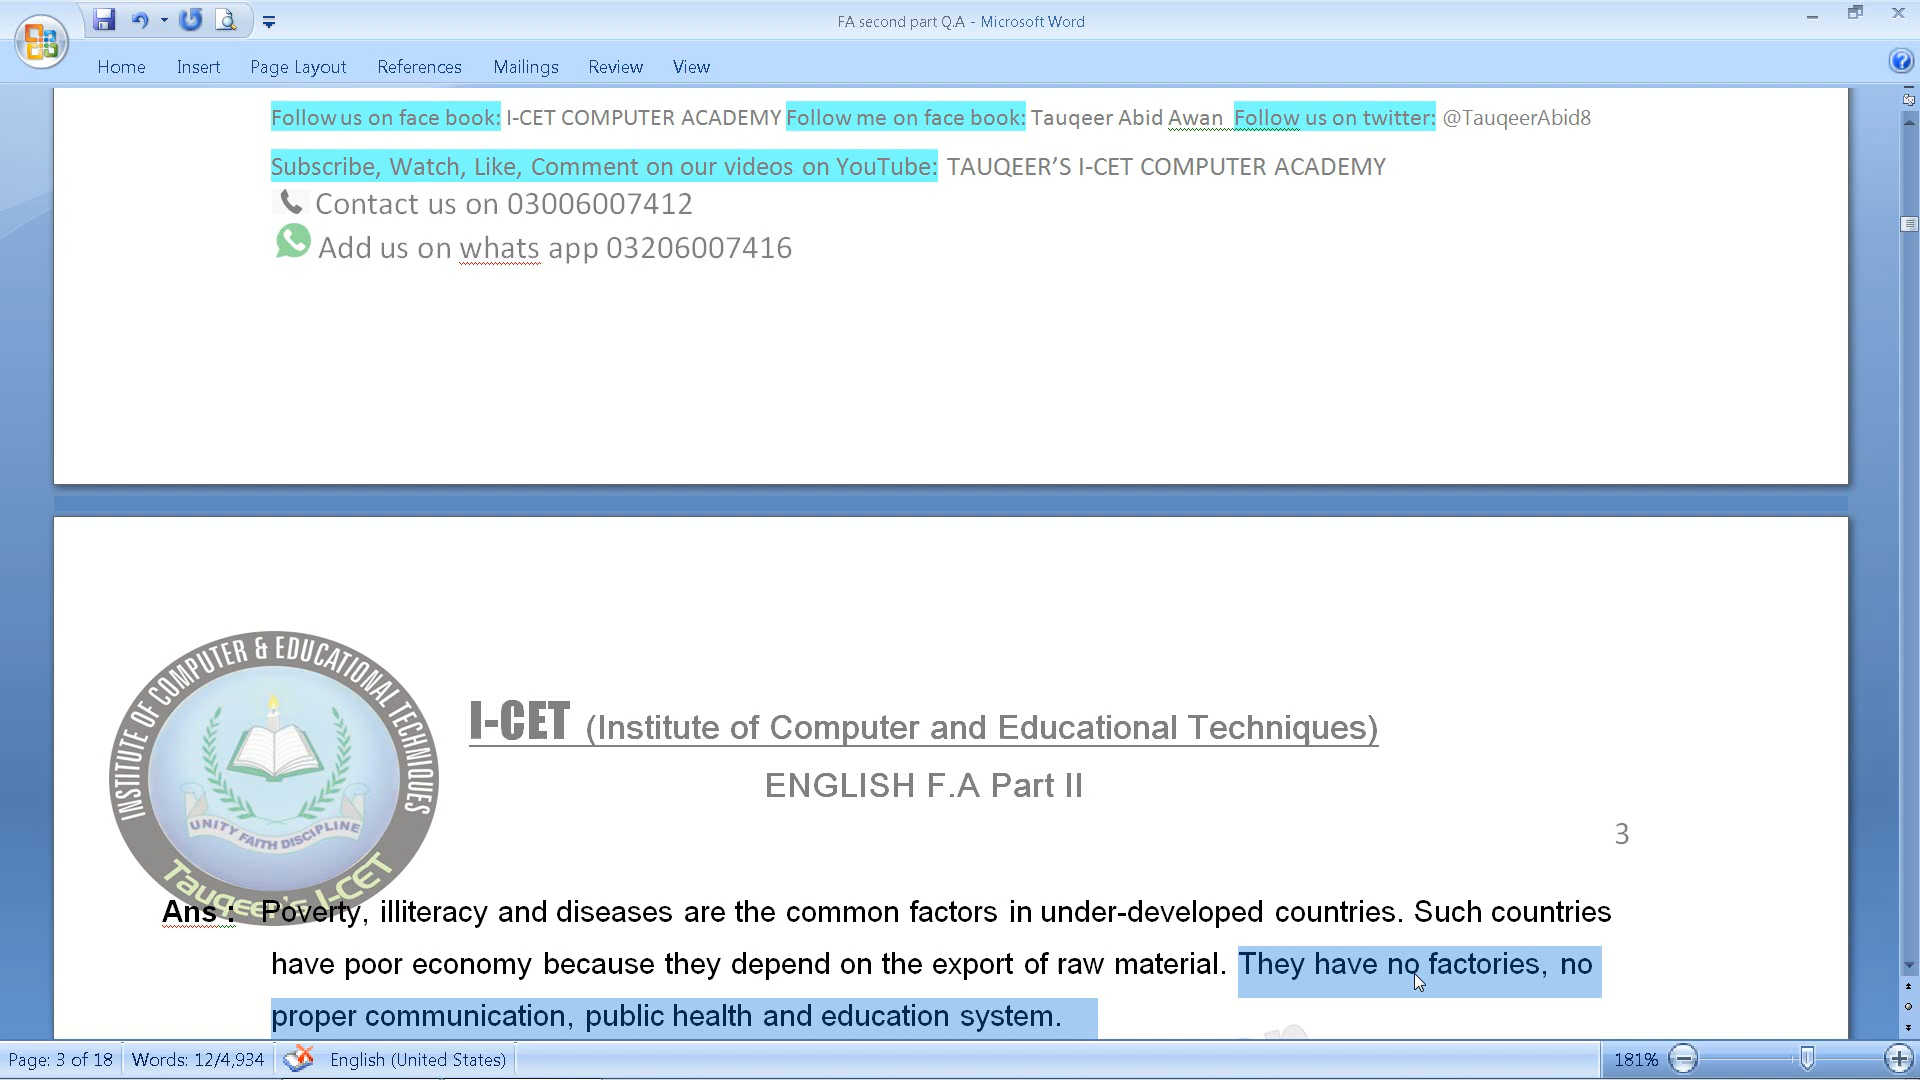 FA second part Q.A - Microsoft Word
Home Insert Page Layout References Mailings Review View
Follow us on face book: I-CET COMPUTER ACADEMY Follow me on face book: Tauqeer Abid Awan Follow us on twitter: @TauqeerAbid8
Subscribe, Watch, Like, Comment on our videos on YouTube: TAUQEER’S I-CET COMPUTER ACADEMY
Contact us on 03006007412
Add us on whats app 03206007416
INSTITUTE OF COMPUTER & EDUCATIONAL TECHNIQUES
UNITY FAITH DISCIPLINE
Tauqeer's I-CET
I-CET (Institute of Computer and Educational Techniques)
ENGLISH F.A Part II
3
Ans : Poverty, illiteracy and diseases are the common factors in under-developed countries. Such countries
have poor economy because they depend on the export of raw material. They have no factories, no
proper communication, public health and education system.
Page: 3 of 18 Words: 12/4,934 English (United States) 181%